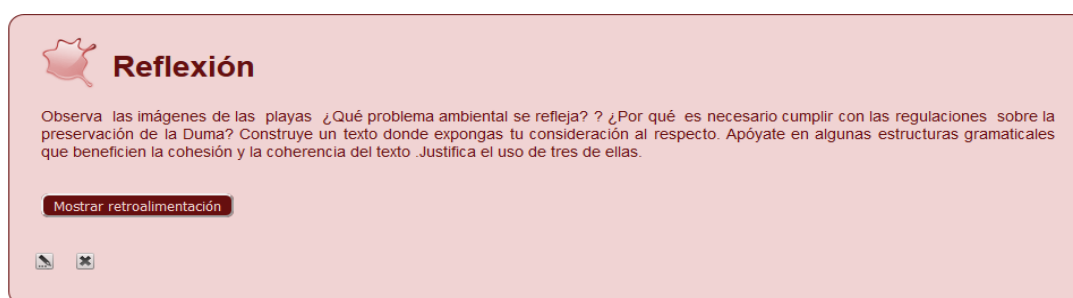 Reflexión
Observa las imágenes de las playas ¿Qué problema ambiental se refleja? ? ¿Por qué es necesario cumplir con las regulaciones sobre la
preservación de la Duma? Construye un texto donde expongas tu consideración al respecto. Apóyate en algunas estructuras gramaticales
que beneficien la cohesión y la coherencia del texto .Justifica el uso de tres de ellas.
Mostrar retroalimentación